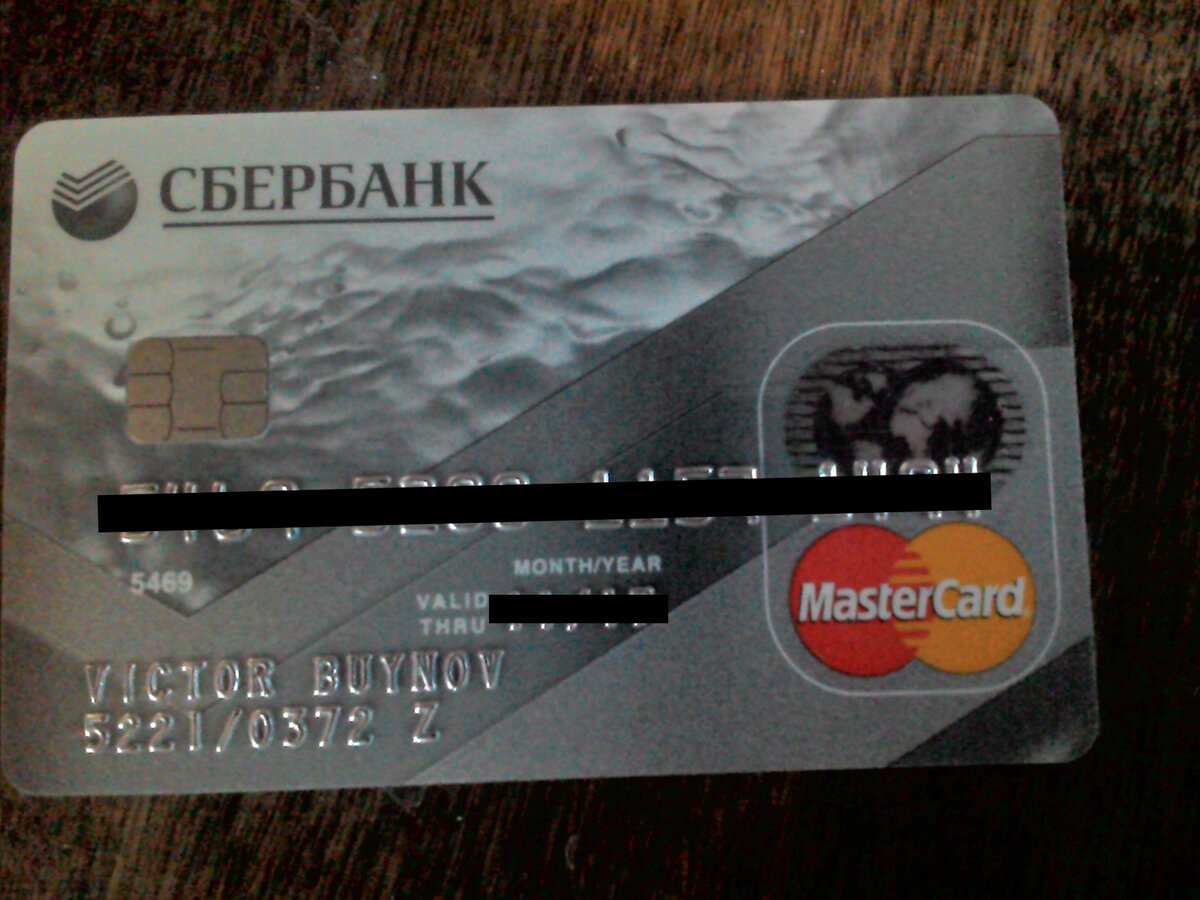 СБЕРБАНК
5469
MONTH/YEAR
VALID
THRU
MasterCard
VICTOR BUYNOV
5221/0372 Z